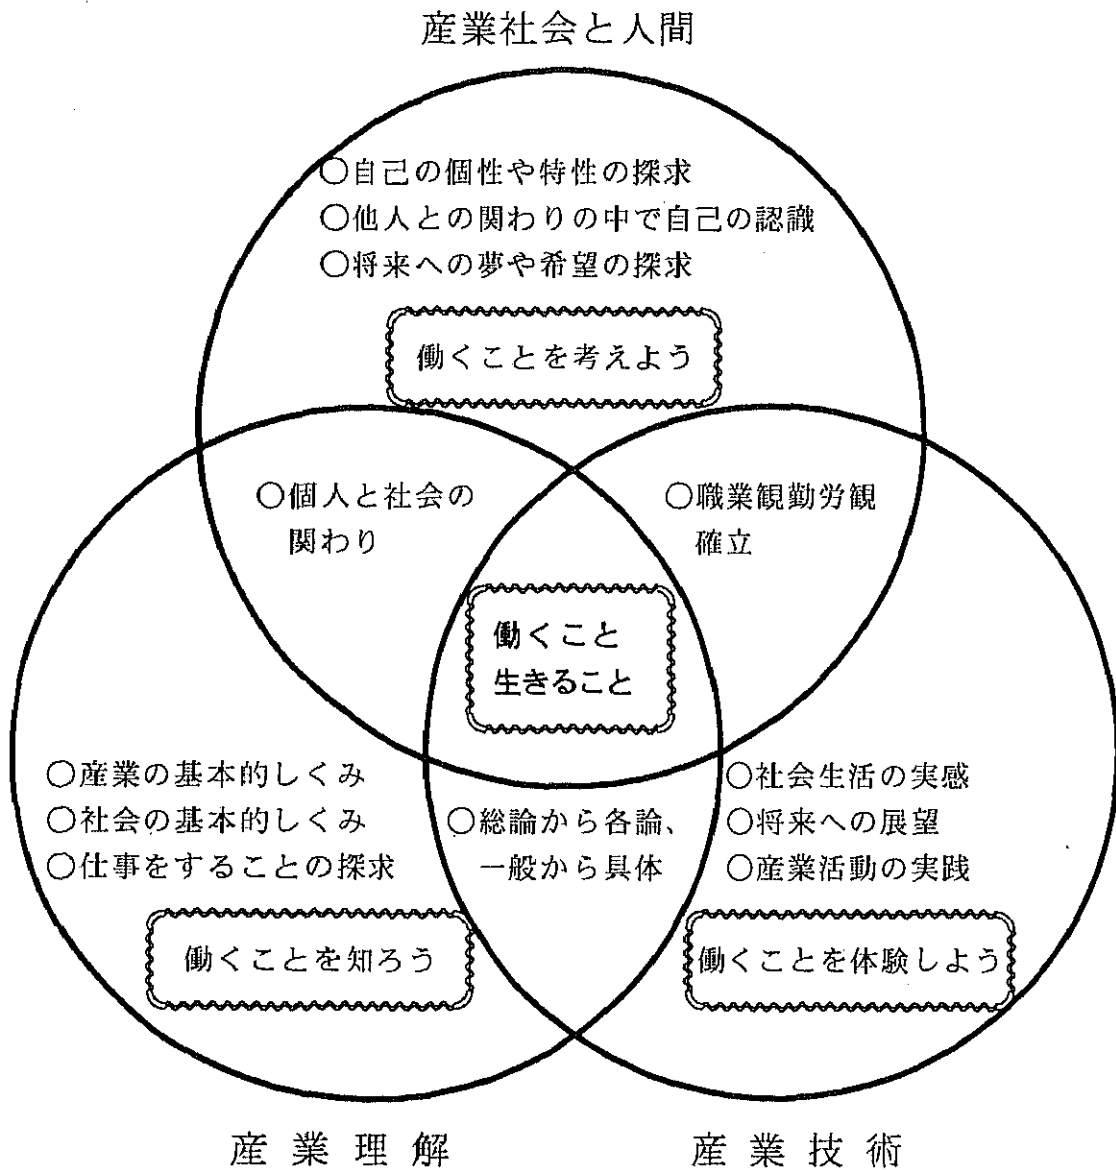 産業社会と人間
○自己の個性や特性の探求
○他人との関わりの中で自己の認識
○将来への夢や希望の探求
働くことを考えよう
○個人と社会の
関わり
○職業観勤労観
確立
働くこと
生きること
○産業の基本的しくみ
○社会の基本的しくみ
○仕事をすることの探求
働くことを知ろう
○総論から各論、
一般から具体
○社会生活の実感
○将来への展望
○産業活動の実践
働くことを体験しよう
産業理解
産業技術